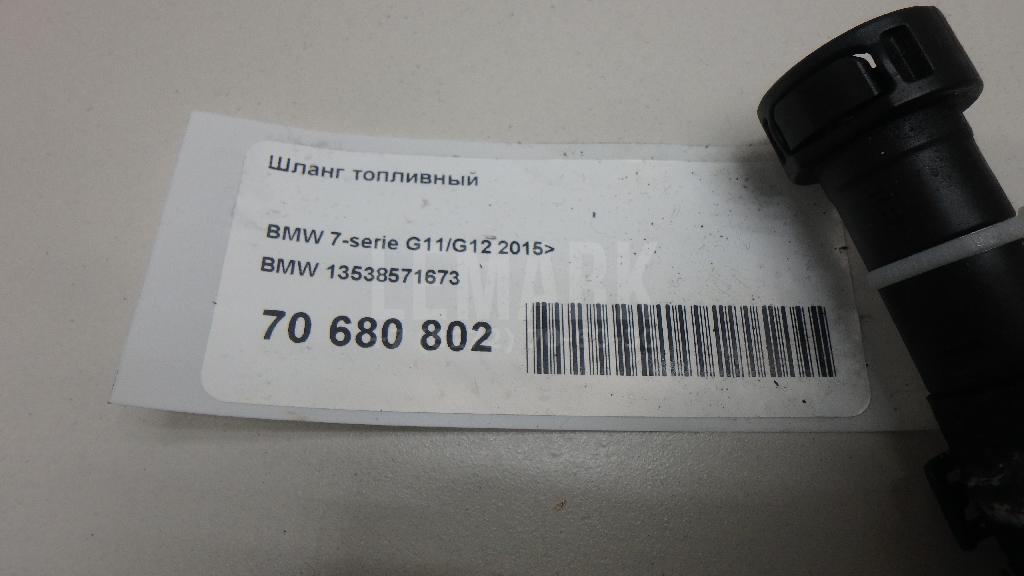 Шланг топливный
BMW 7-serie G11/G12 2015>
BMW 13538571673
70 680 802